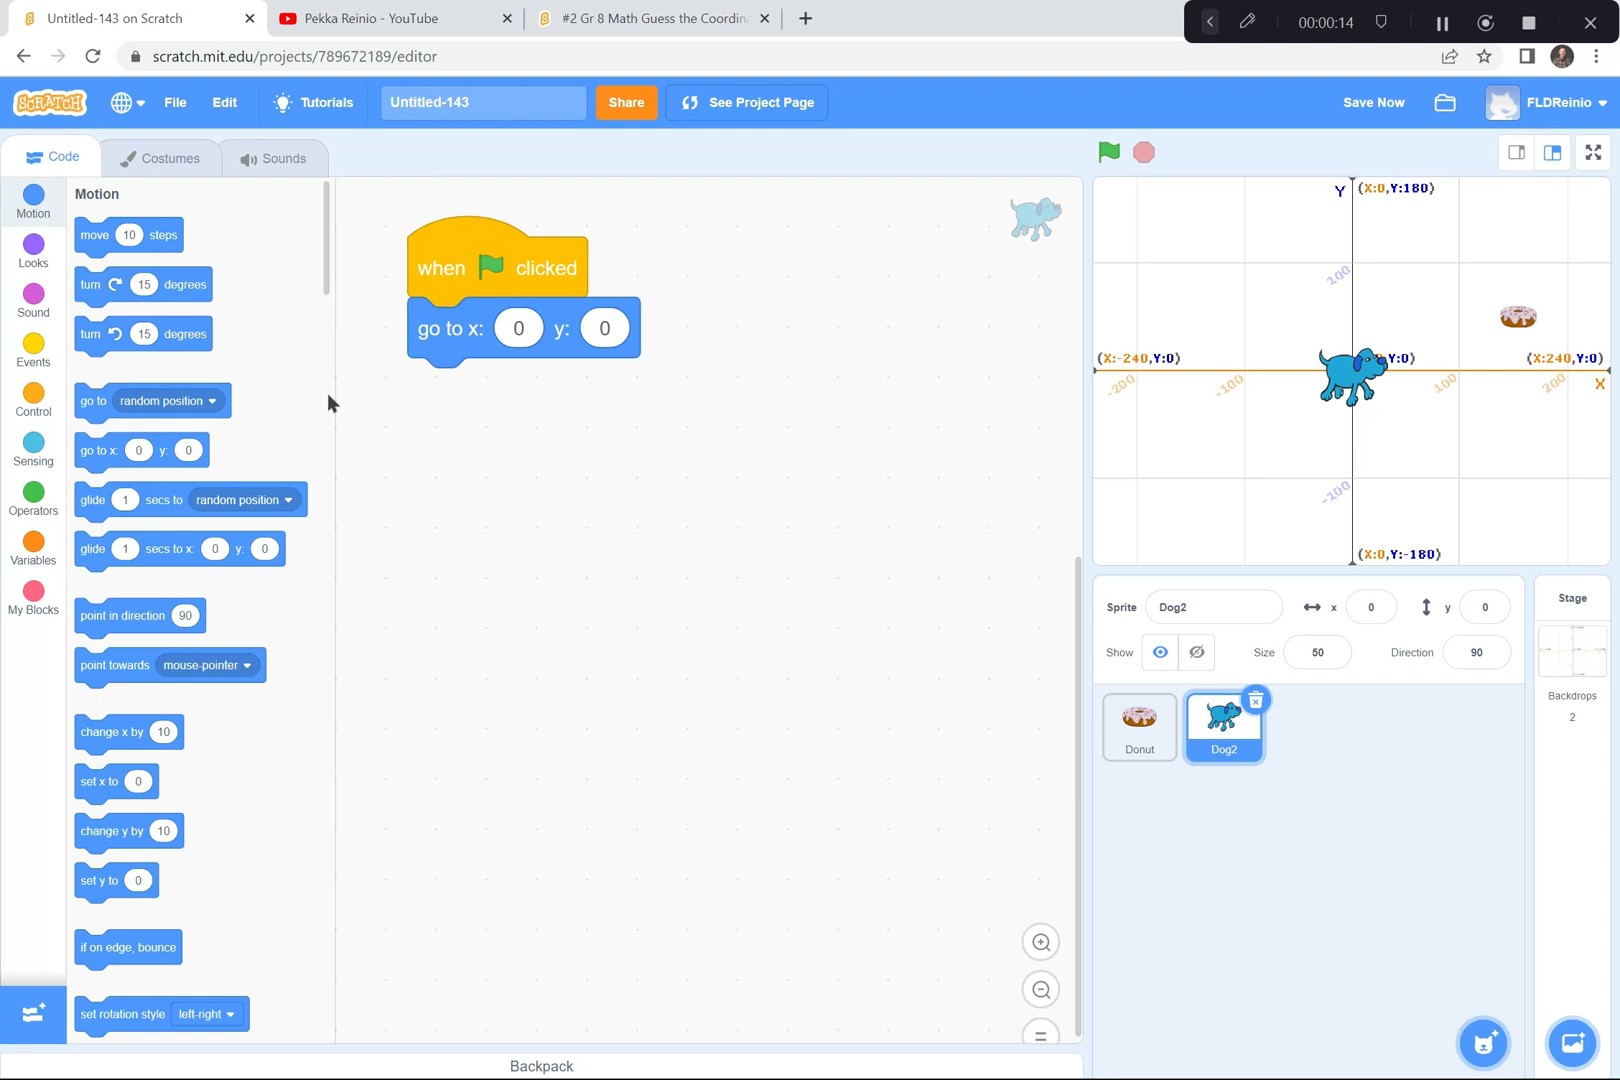 Untitled-143 on Scratch
Pekka Reinio - YouTube
#2 Gr 8 Math Guess the Coordin
00:00:14
scratch.mit.edu/projects/789672189/editor
SCRATCH
File
Edit
Tutorials
Untitled-143
Share
See Project Page
Save Now
FLDReinio
Code
Costumes
Sounds
Motion
Looks
Sound
Events
Control
Sensing
Operators
Variables
My Blocks
Motion
move 10 steps
turn 15 degrees
turn 15 degrees
go to random position
go to x: 0 y: 0
glide 1 secs to random position
glide 1 secs to x: 0 y: 0
point in direction 90
point towards mouse-pointer
change x by 10
set x to 0
change y by 10
set y to 0
if on edge, bounce
set rotation style left-right
when clicked
go to x: 0 y: 0
Y (X:0,Y:180)
100
(X:-240,Y:0)
Y:0)
(X:240,Y:0)
-200
-100
100
200
X
-100
(X:0,Y:-180)
Sprite Dog2 x 0 y 0
Show Size 50 Direction 90
Donut
Dog2
Stage
Backdrops
2
Backpack